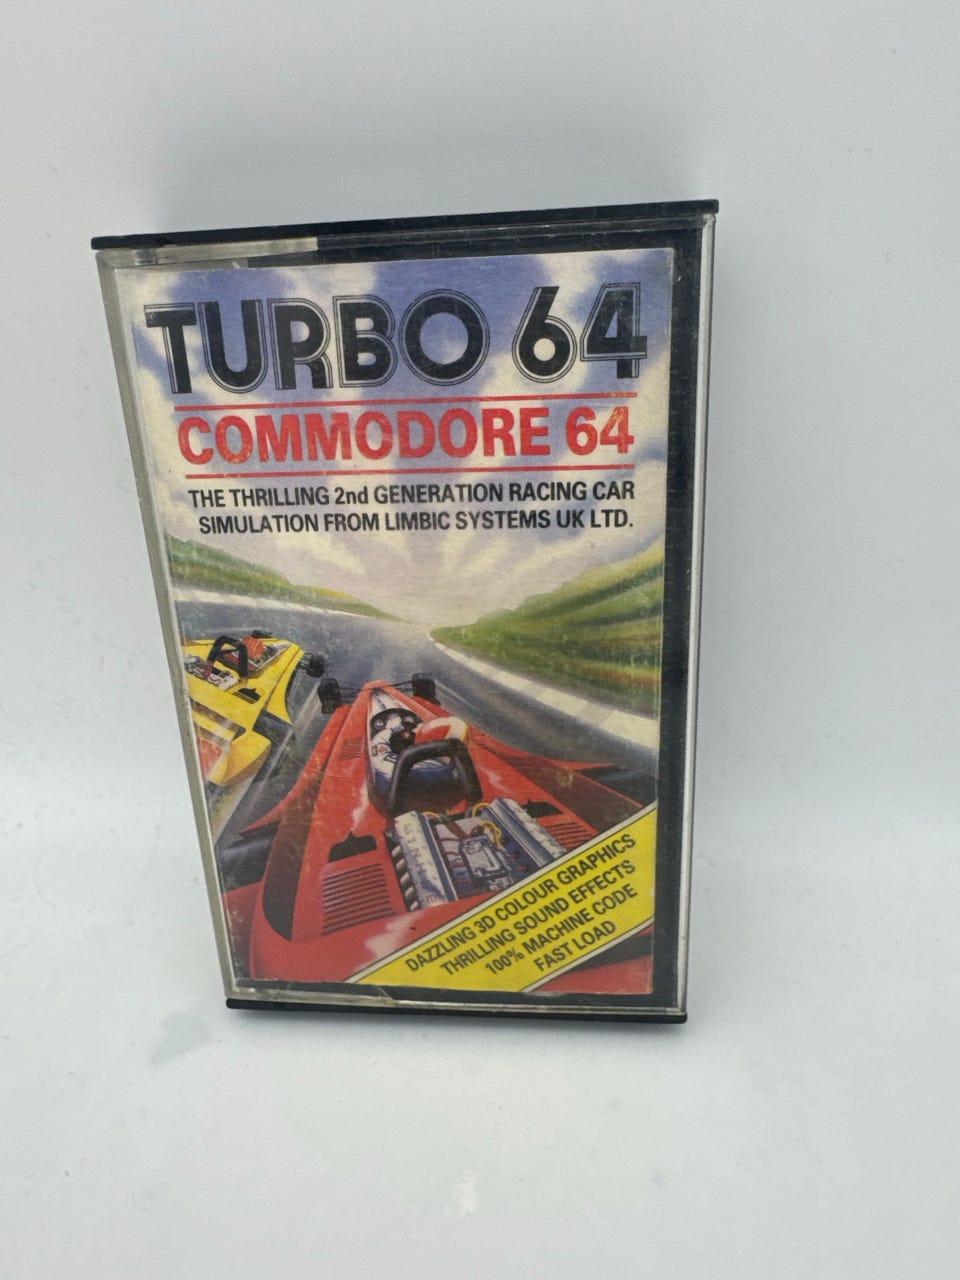 TURBO 64
COMMODORE 64
THE THRILLING 2nd GENERATION RACING CAR
SIMULATION FROM LIMBIC SYSTEMS UK LTD.
DAZZLING 3D COLOUR GRAPHICS
THRILLING SOUND EFFECTS
100% MACHINE CODE
FAST LOAD